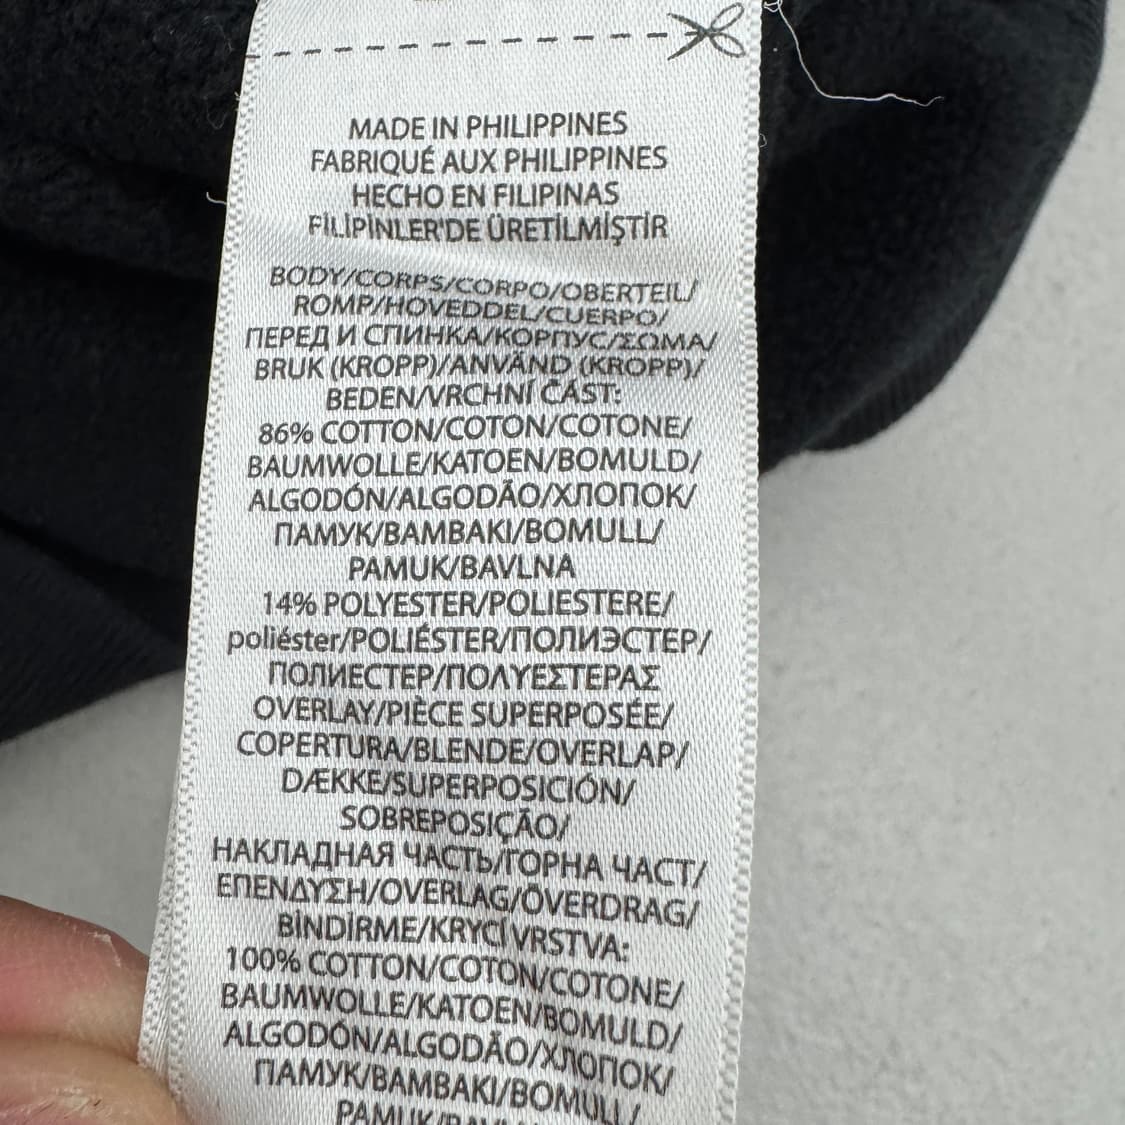 MADE IN PHILIPPINES
FABRIQUÉ AUX PHILIPPINES
HECHO EN FILIPINAS
FİLİPİNLER'DE ÜRETİLMİŞTİR
BODY/CORPS/CORPO/OBERTEIL/
ROMP/HOVEDDEL/CUERPO/
ПЕРЕД И СПИНКА/КОРПУС/ΣΩΜΑ/
BRUK (KROPP)/ANVÄND (KROPP)/
BEDEN/VRCHNÍ ČÁST:
86% COTTON/COTON/COTONE/
BAUMWOLLE/KATOEN/BOMULD/
ALGODÓN/ALGODÃO/ХЛОПОК/
ПАМУК/ΒΑΜΒΑΚΙ/BOMULL/
PAMUK/BAVLNA
14% POLYESTER/POLIESTERE/
poliéster/POLIÉSTER/ПОЛИЭСТЕР/
ПОЛИЕСТЕР/ΠΟΛΥΕΣΤΕΡΑΣ
OVERLAY/PIÈCE SUPERPOSÉE/
COPERTURA/BLENDE/OVERLAP/
DÆKKE/SUPERPOSICIÓN/
SOBREPOSIÇÃO/
НАКЛАДНАЯ ЧАСТЬ/ГОРНА ЧАСТ/
ΕΠΕΝΔΥΣΗ/OVERLAG/ÖVERDRAG/
BİNDİRME/KRYCÍ VRSTVA:
100% COTTON/COTON/COTONE/
BAUMWOLLE/KATOEN/BOMULD/
ALGODÓN/ALGODÃO/ХЛОПОК/
ПАМУК/ΒΑΜΒΑΚΙ/BOMULL/
PAMUK/BAVLNA